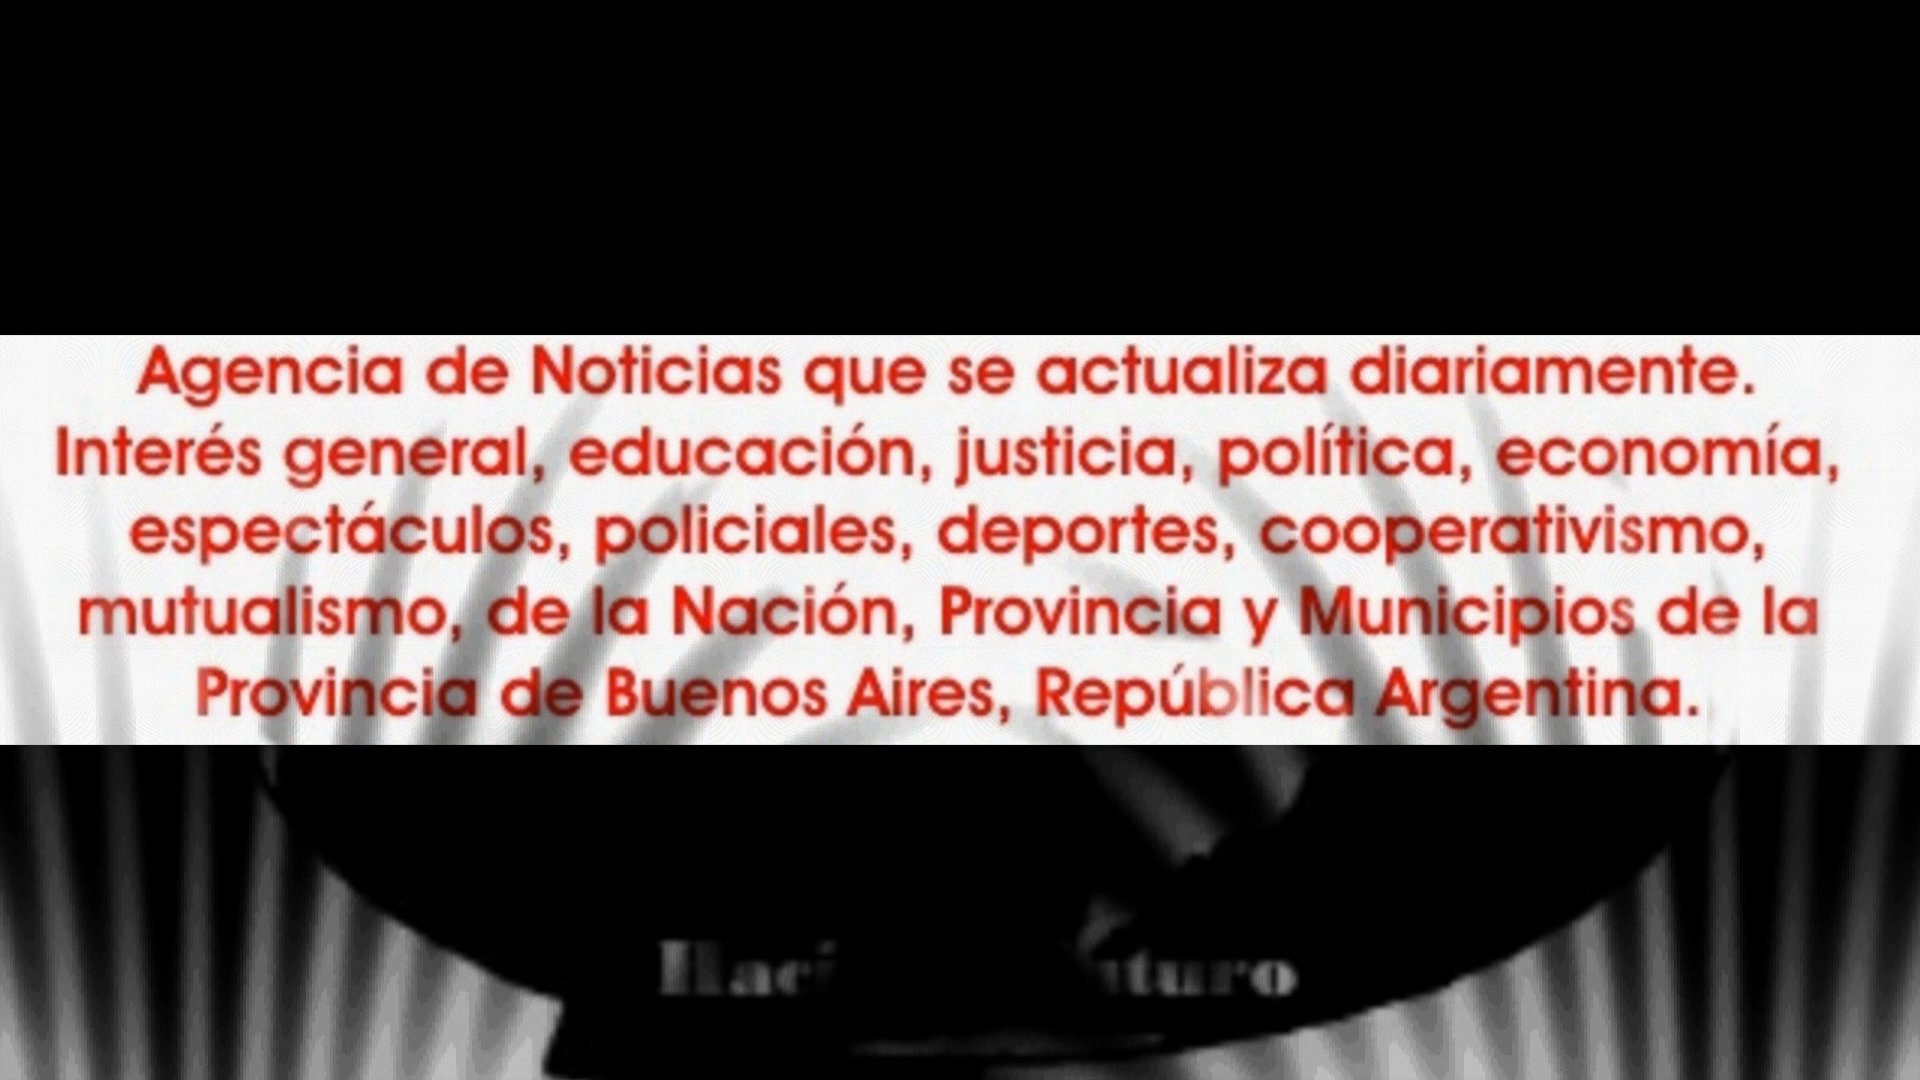 Agencia de Noticias que se actualiza diariamente.
Interés general, educación, justicia, política, economía,
espectáculos, policiales, deportes, cooperativismo,
mutualismo, de la Nación, Provincia y Municipios de la
Provincia de Buenos Aires, República Argentina.